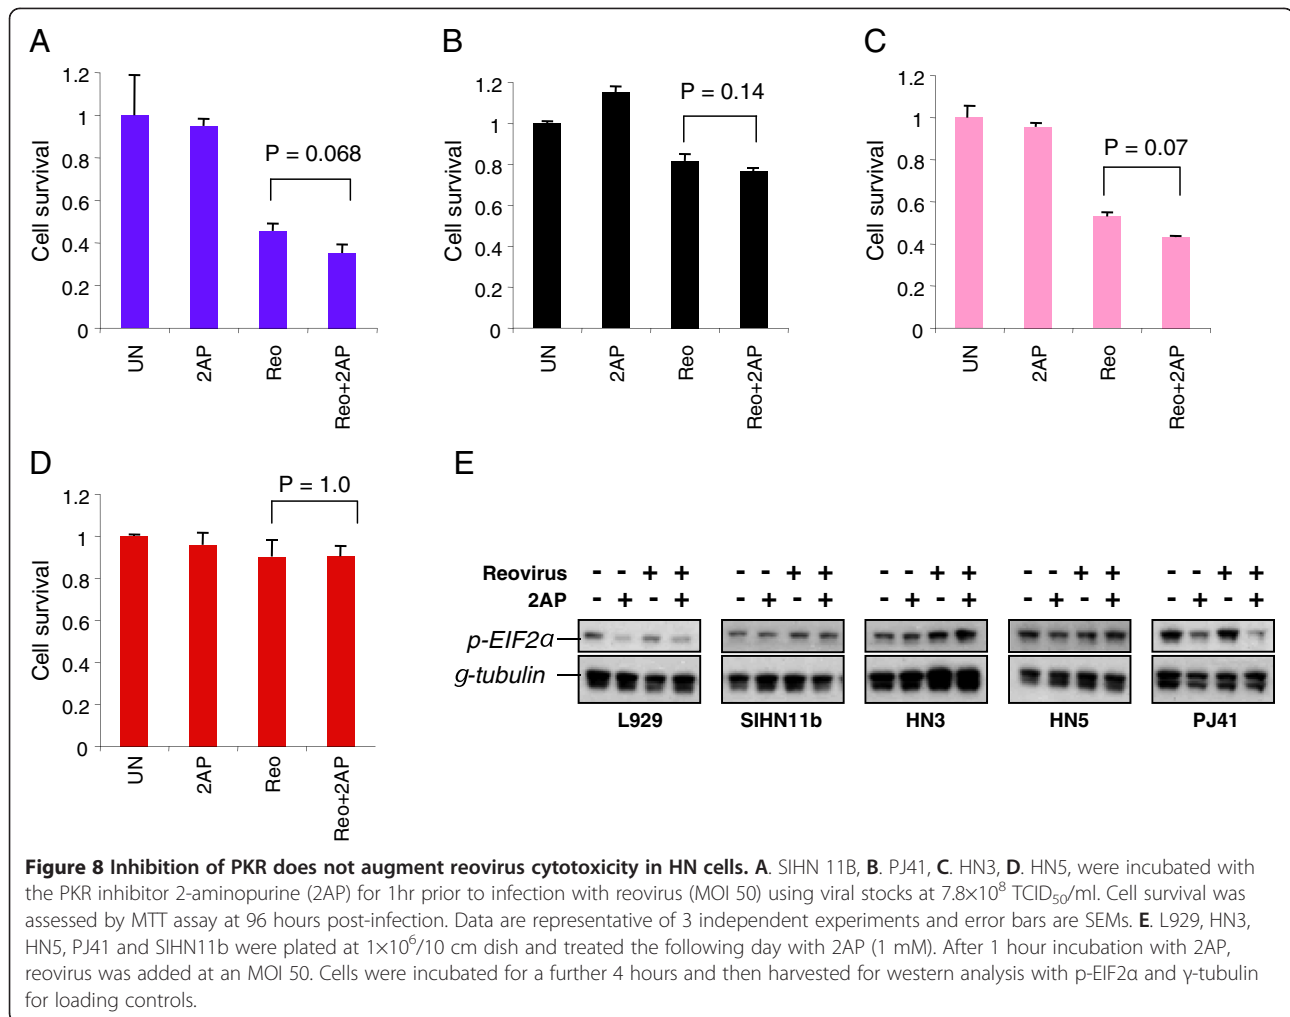 A
1.2
1
0.8
0.6
0.4
0.2
0
Cell survival
P = 0.068
UN
2AP
Reo
Reo+2AP
B
1.2
1
0.8
0.6
0.4
0.2
0
Cell survival
P = 0.14
UN
2AP
Reo
Reo+2AP
C
1.2
1
0.8
0.6
0.4
0.2
0
Cell survival
P = 0.07
UN
2AP
Reo
Reo+2AP
D
1.2
1
0.8
0.6
0.4
0.2
0
Cell survival
P = 1.0
UN
2AP
Reo
Reo+2AP
E
Reovirus - - + + - - + + - - + + - - + + - - + +
2AP - + - + - + - + - + - + - + - + - + - +
p-EIF2α
g-tubulin
L929 SIHN11b HN3 HN5 PJ41
Figure 8 Inhibition of PKR does not augment reovirus cytotoxicity in HN cells. A. SIHN 11B, B. PJ41, C. HN3, D. HN5, were incubated with
the PKR inhibitor 2-aminopurine (2AP) for 1hr prior to infection with reovirus (MOI 50) using viral stocks at 7.8×10⁸ TCID₅₀/ml. Cell survival was
assessed by MTT assay at 96 hours post-infection. Data are representative of 3 independent experiments and error bars are SEMs. E. L929, HN3,
HN5, PJ41 and SIHN11b were plated at 1×10⁶/10 cm dish and treated the following day with 2AP (1 mM). After 1 hour incubation with 2AP,
reovirus was added at an MOI 50. Cells were incubated for a further 4 hours and then harvested for western analysis with p-EIF2α and γ-tubulin
for loading controls.